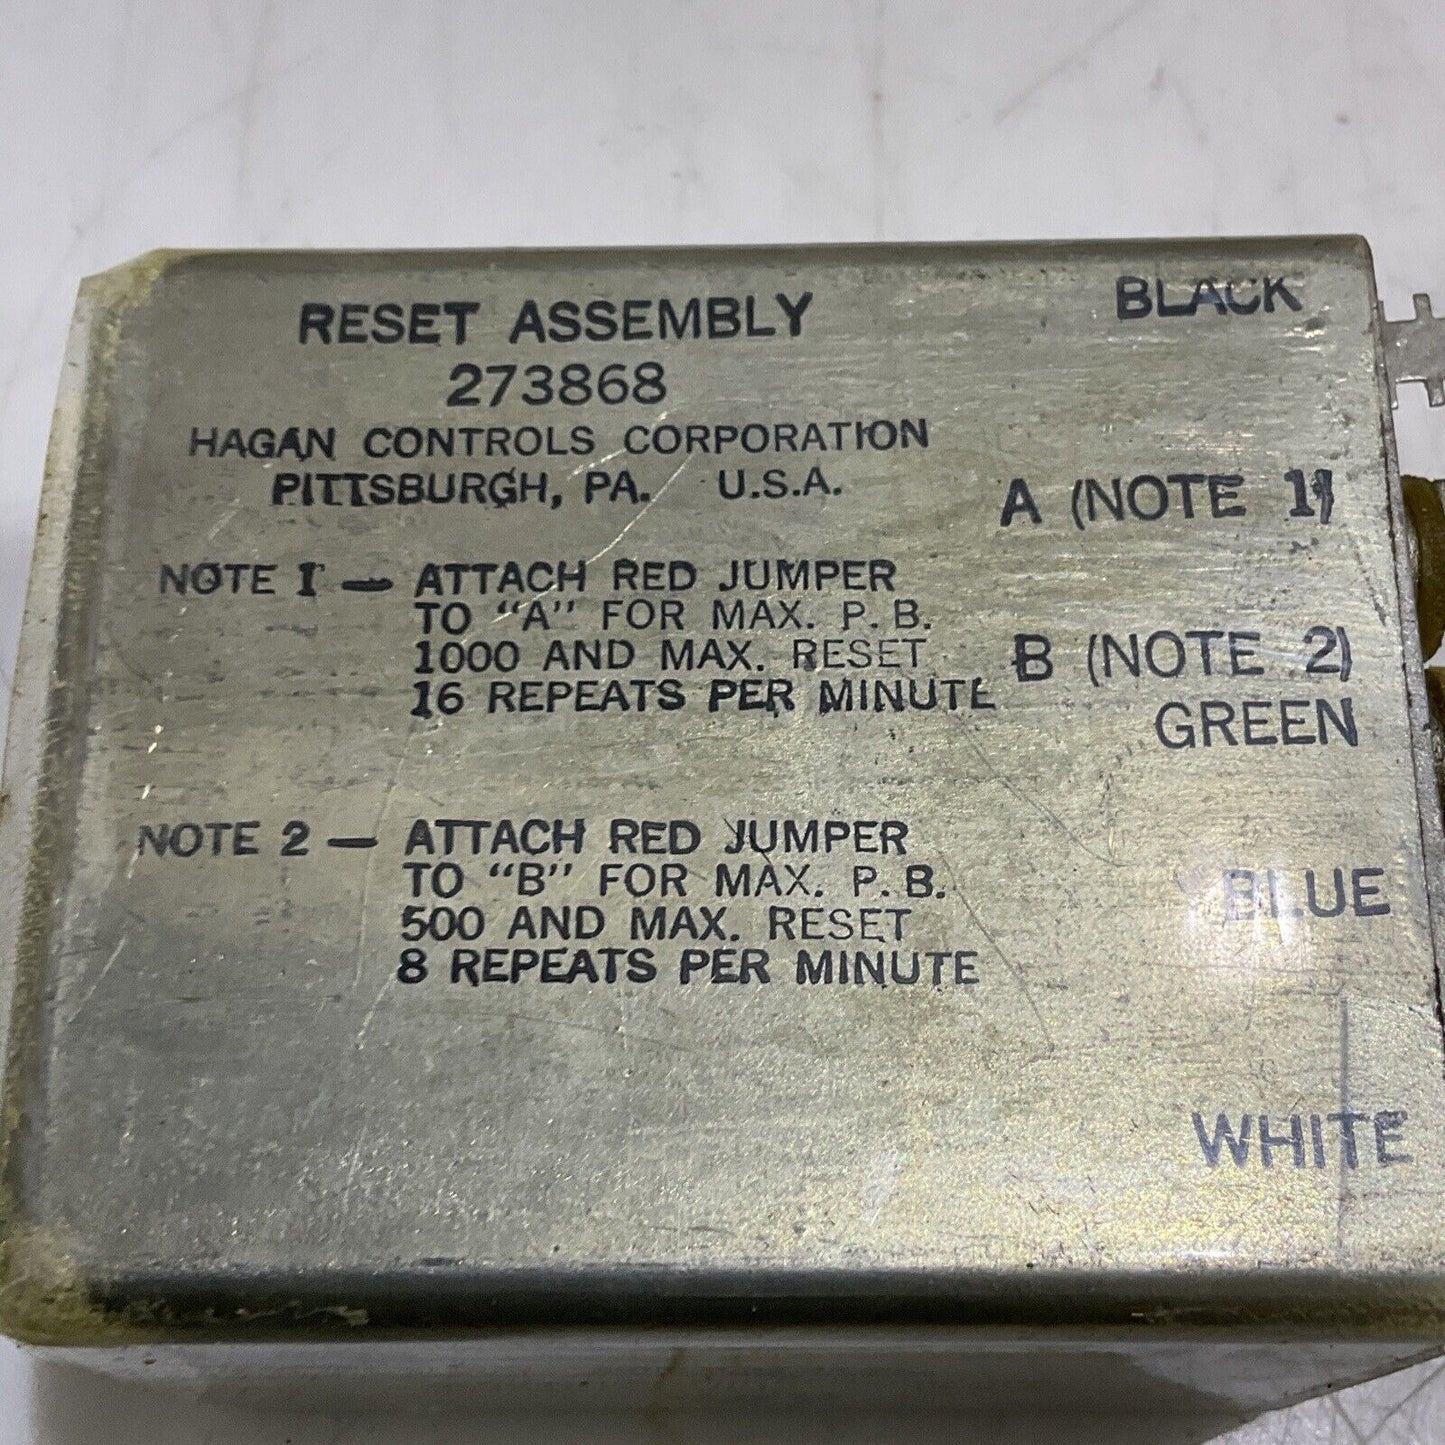 RESET ASSEMBLY
273868
HAGAN CONTROLS CORPORATION
PITTSBURGH, PA. U.S.A.
NOTE 1 — ATTACH RED JUMPER
TO "A" FOR MAX. P. B.
1000 AND MAX. RESET
16 REPEATS PER MINUTE
NOTE 2 — ATTACH RED JUMPER
TO "B" FOR MAX. P. B.
500 AND MAX. RESET
8 REPEATS PER MINUTE
BLACK
A (NOTE 1)
B (NOTE 2)
GREEN
BLUE
WHITE